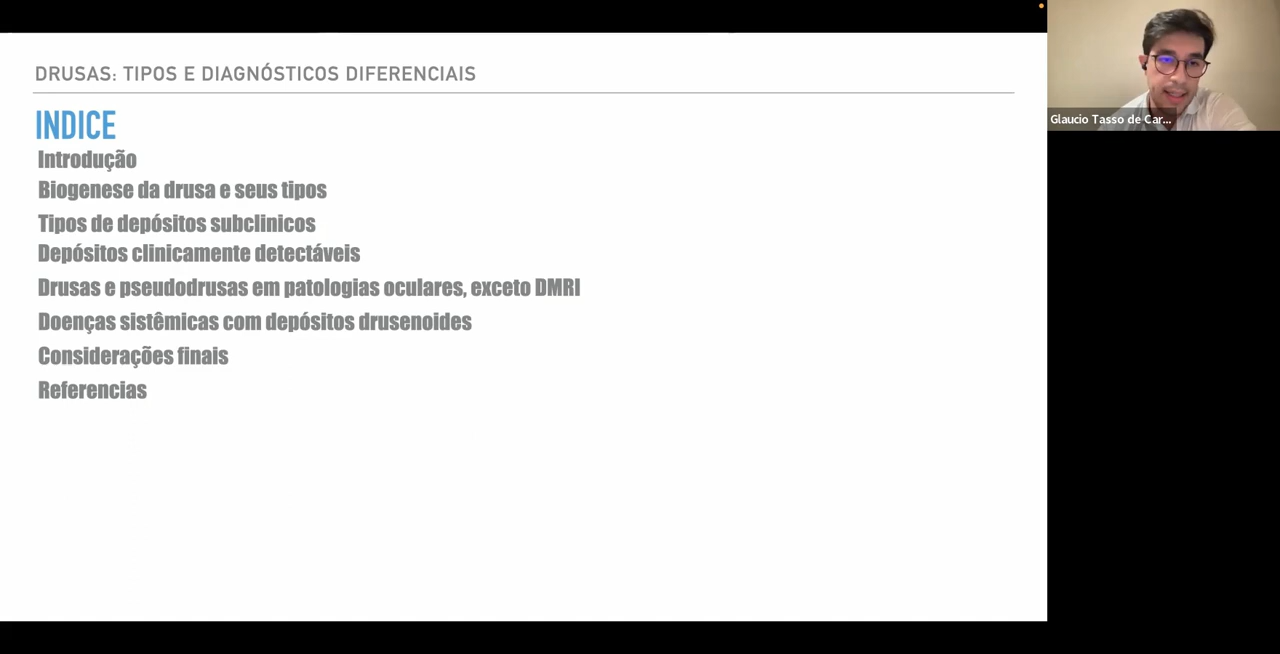 DRUSAS: TIPOS E DIAGNÓSTICOS DIFERENCIAIS
INDICE
Introdução
Biogenese da drusa e seus tipos
Tipos de depósitos subclinicos
Depósitos clinicamente detectáveis
Drusas e pseudodrusas em patologias oculares, exceto DMRI
Doenças sistêmicas com depósitos drusenoides
Considerações finais
Referencias
Glaucio Tasso de Car...